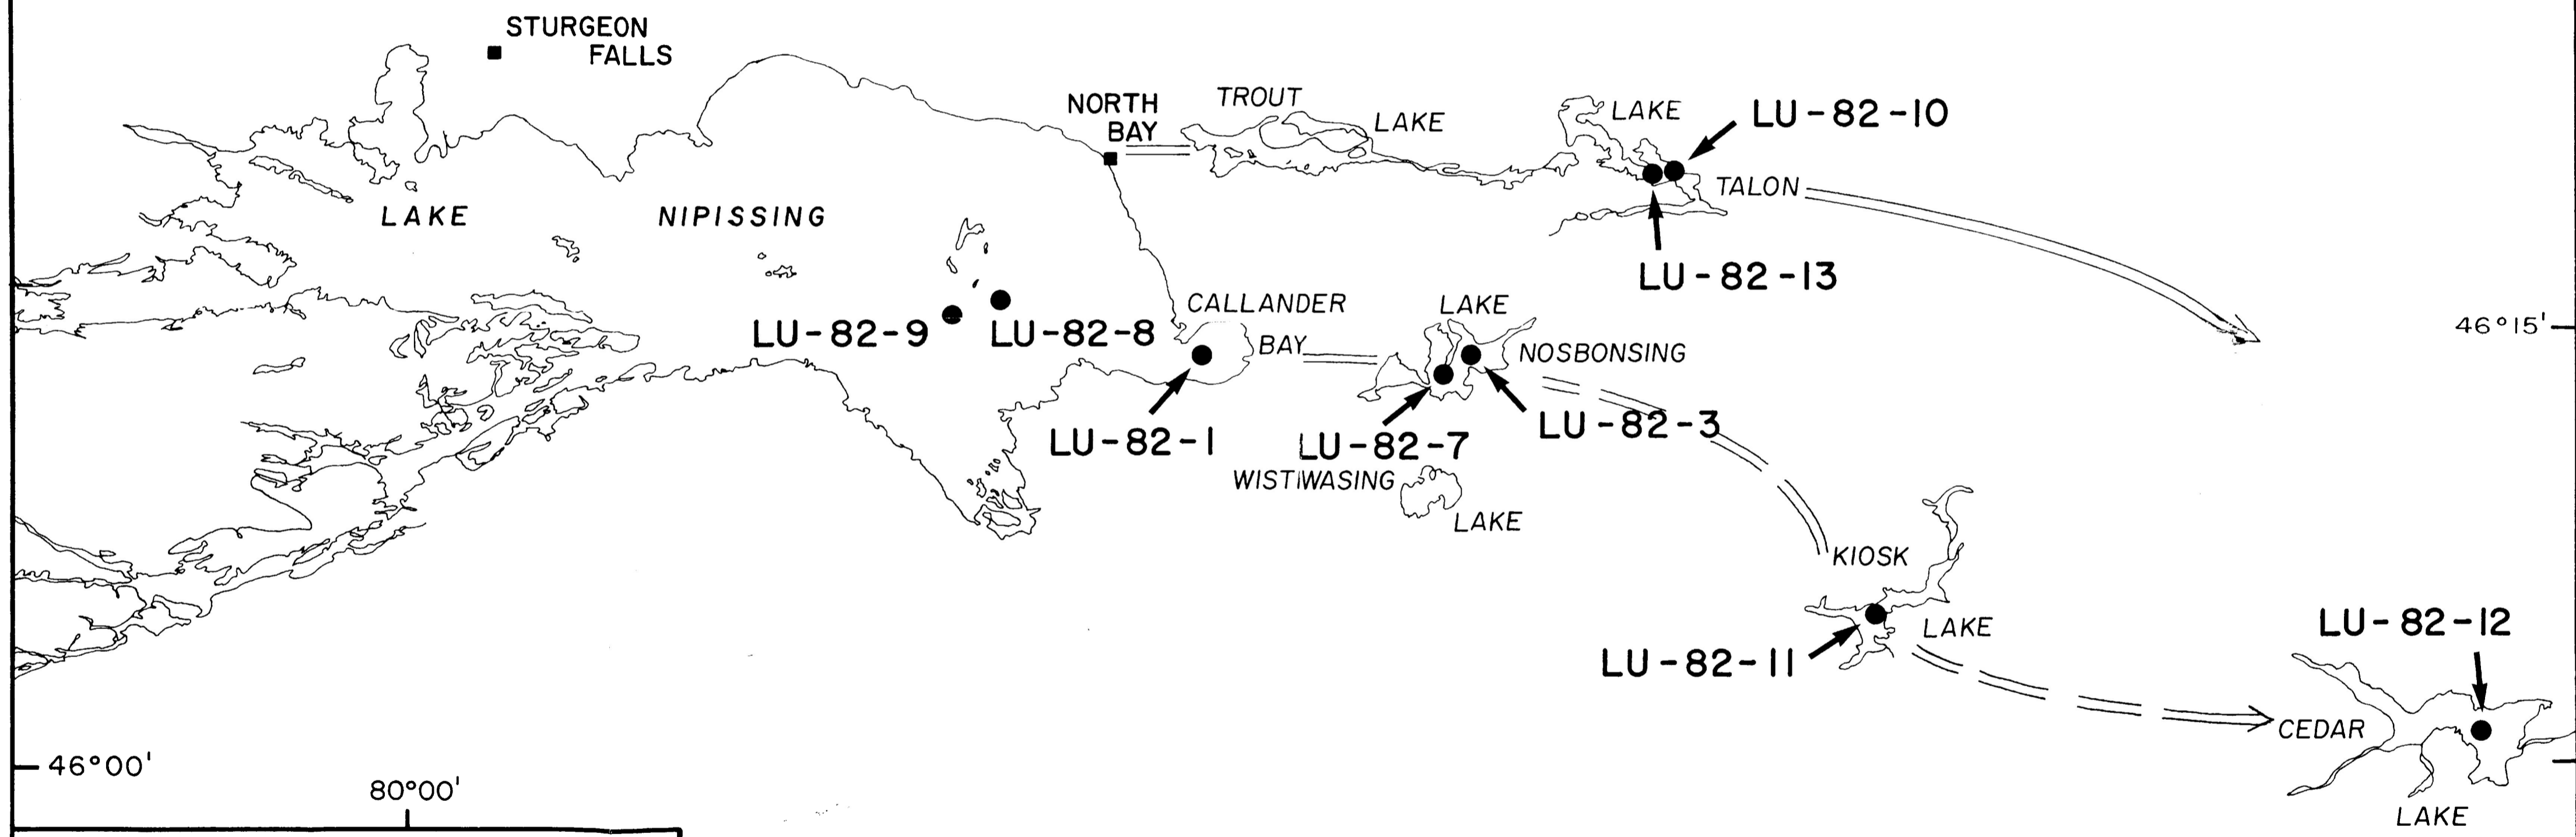 STURGEON
FALLS
NORTH
BAY
TROUT
LAKE
LAKE
LU-82-10
TALON
LAKE
NIPISSING
LU-82-13
CALLANDER
BAY
LAKE
NOSBONSING
46°15'
LU-82-9
LU-82-8
LU-82-1
LU-82-7
LU-82-3
WISTIWASING
LAKE
KIOSK
LAKE
LU-82-11
LU-82-12
CEDAR
LAKE
46°00'
80°00'